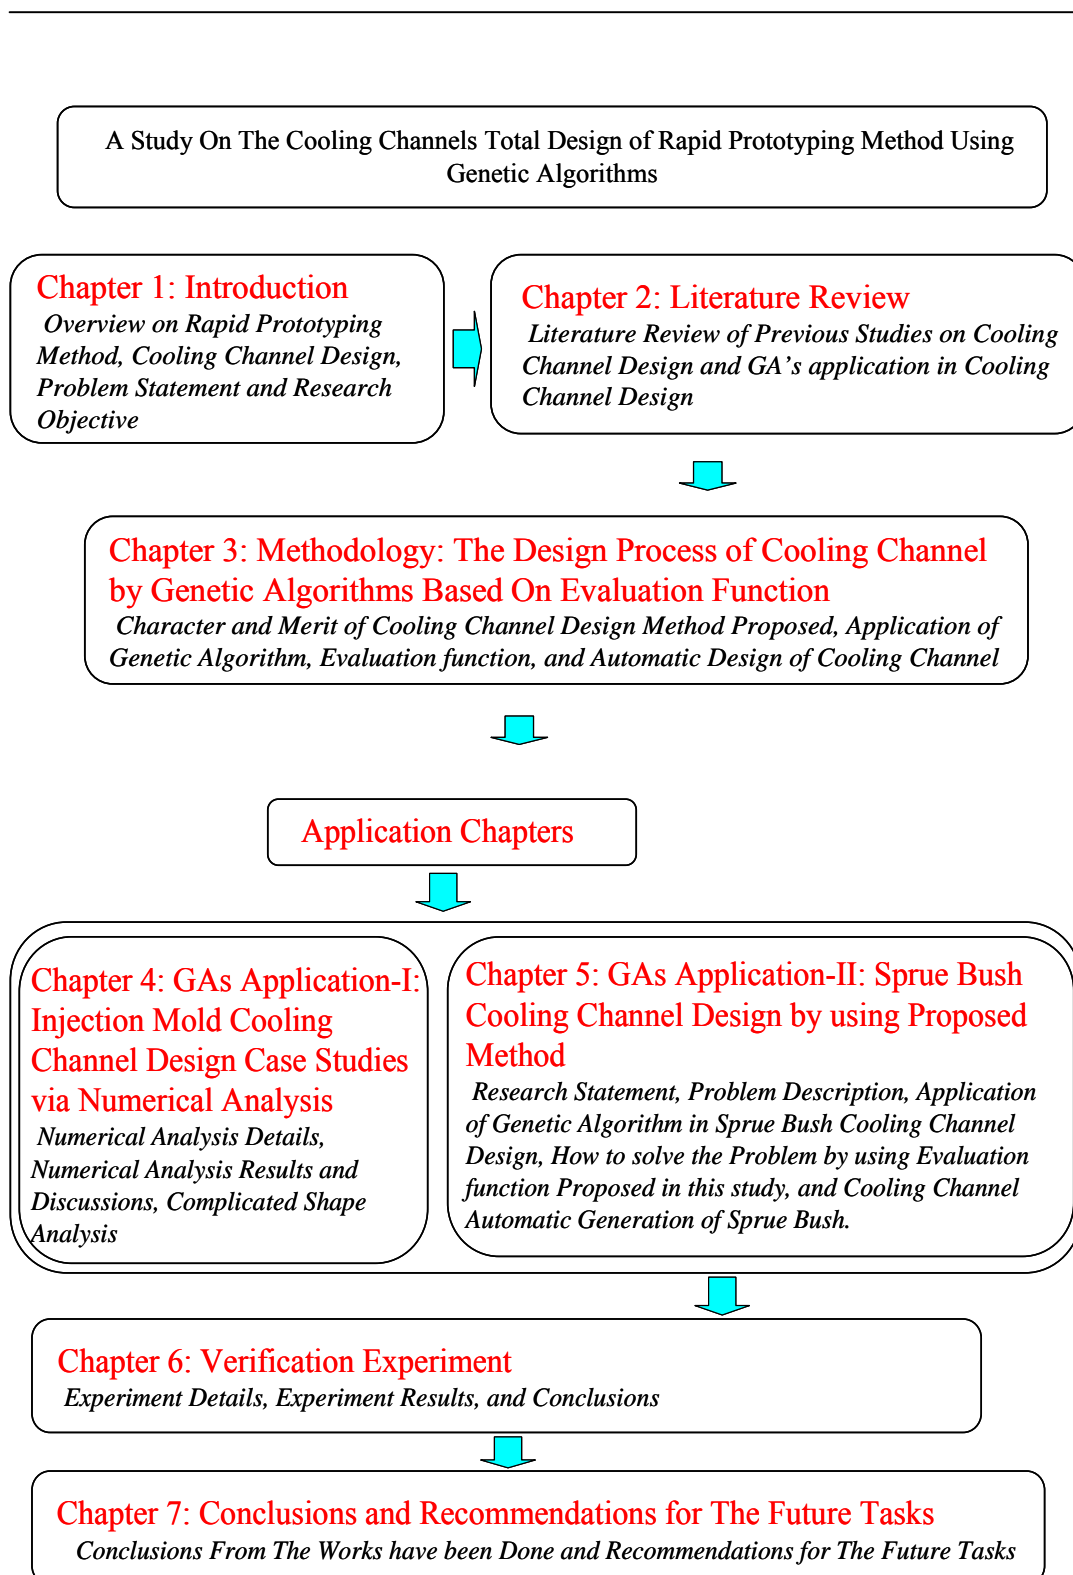 A Study On The Cooling Channels Total Design of Rapid Prototyping Method Using
Genetic Algorithms
Chapter 1: Introduction
Overview on Rapid Prototyping
Method, Cooling Channel Design,
Problem Statement and Research
Objective
Chapter 2: Literature Review
Literature Review of Previous Studies on Cooling
Channel Design and GA's application in Cooling
Channel Design
Chapter 3: Methodology: The Design Process of Cooling Channel
by Genetic Algorithms Based On Evaluation Function
Character and Merit of Cooling Channel Design Method Proposed, Application of
Genetic Algorithm, Evaluation function, and Automatic Design of Cooling Channel
Application Chapters
Chapter 4: GAs Application-I:
Injection Mold Cooling
Channel Design Case Studies
via Numerical Analysis
Numerical Analysis Details,
Numerical Analysis Results and
Discussions, Complicated Shape
Analysis
Chapter 5: GAs Application-II: Sprue Bush
Cooling Channel Design by using Proposed
Method
Research Statement, Problem Description, Application
of Genetic Algorithm in Sprue Bush Cooling Channel
Design, How to solve the Problem by using Evaluation
function Proposed in this study, and Cooling Channel
Automatic Generation of Sprue Bush.
Chapter 6: Verification Experiment
Experiment Details, Experiment Results, and Conclusions
Chapter 7: Conclusions and Recommendations for The Future Tasks
Conclusions From The Works have been Done and Recommendations for The Future Tasks